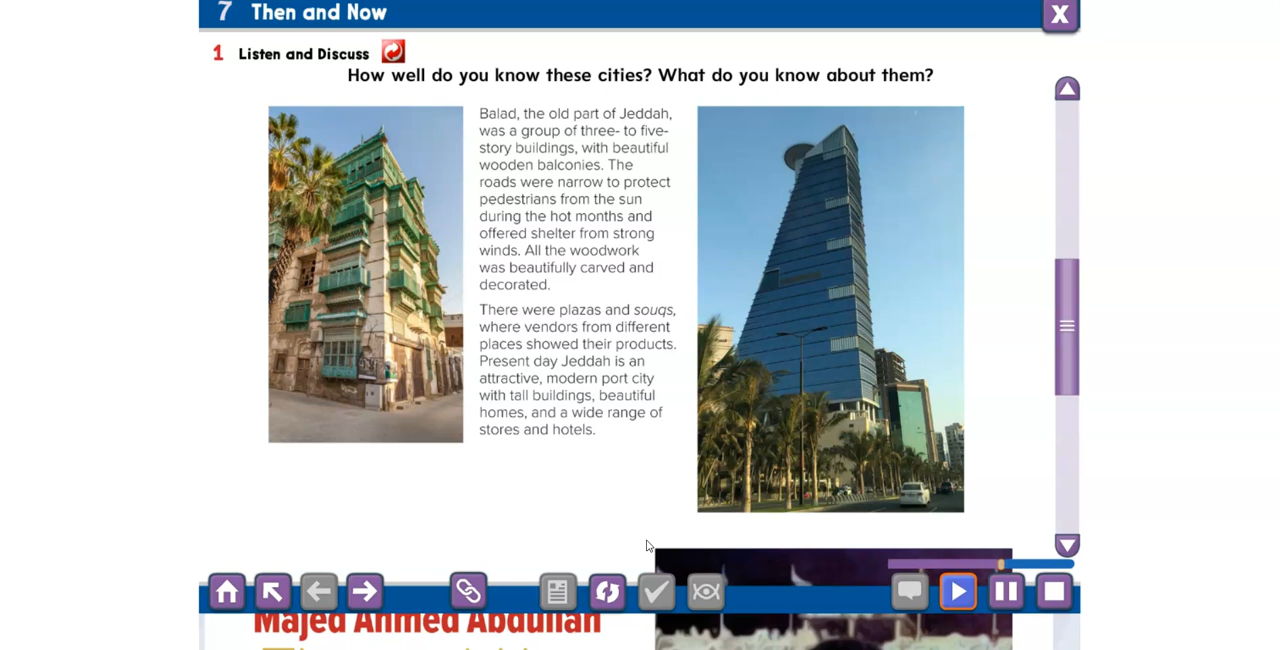 7 Then and Now
X
1 Listen and Discuss
How well do you know these cities? What do you know about them?
Balad, the old part of Jeddah,
was a group of three- to five-
story buildings, with beautiful
wooden balconies. The
roads were narrow to protect
pedestrians from the sun
during the hot months and
offered shelter from strong
winds. All the woodwork
was beautifully carved and
decorated.
There were plazas and souqs,
where vendors from different
places showed their products.
Present day Jeddah is an
attractive, modern port city
with tall buildings, beautiful
homes, and a wide range of
stores and hotels.
Majed Ahmed Abdullah